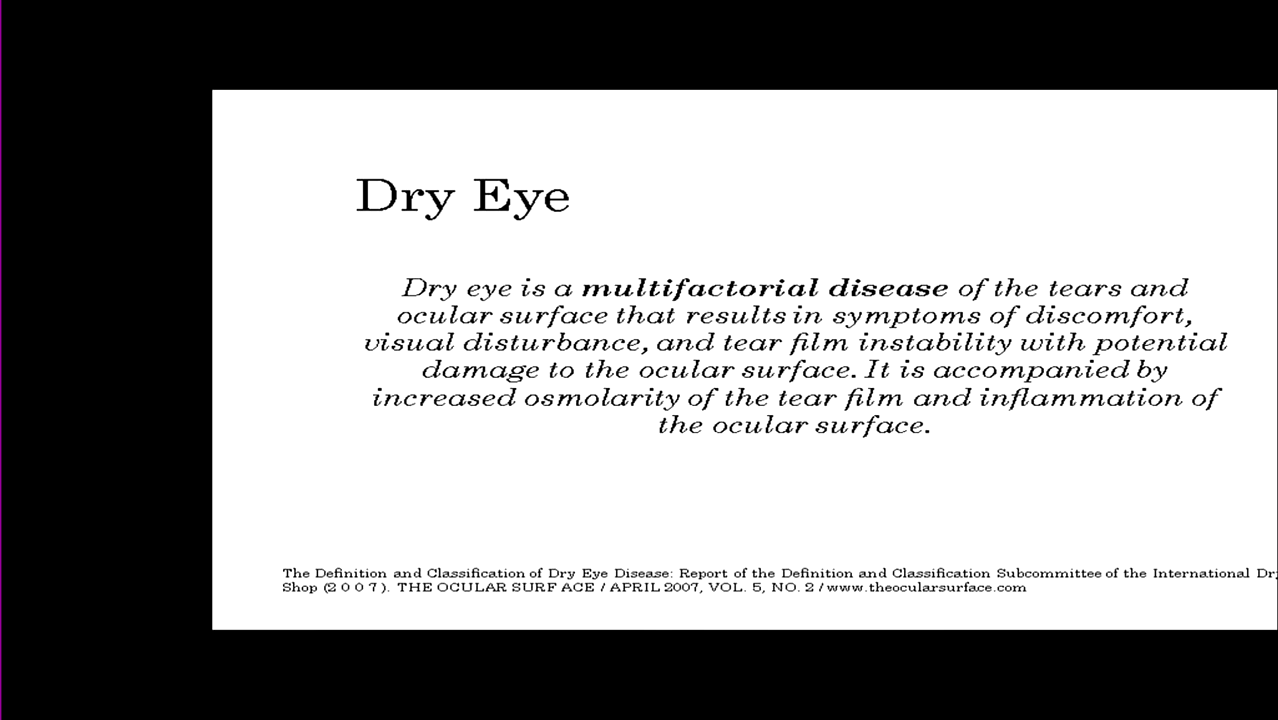 Dry Eye
Dry eye is a multifactorial disease of the tears and
ocular surface that results in symptoms of discomfort,
visual disturbance, and tear film instability with potential
damage to the ocular surface. It is accompanied by
increased osmolarity of the tear film and inflammation of
the ocular surface.
The Definition and Classification of Dry Eye Disease: Report of the Definition and Classification Subcommittee of the International
Shop (2 0 0 7 ). THE OCULAR SURF ACE / APRIL 2007, VOL. 5, NO. 2 / www.theocularsurface.com